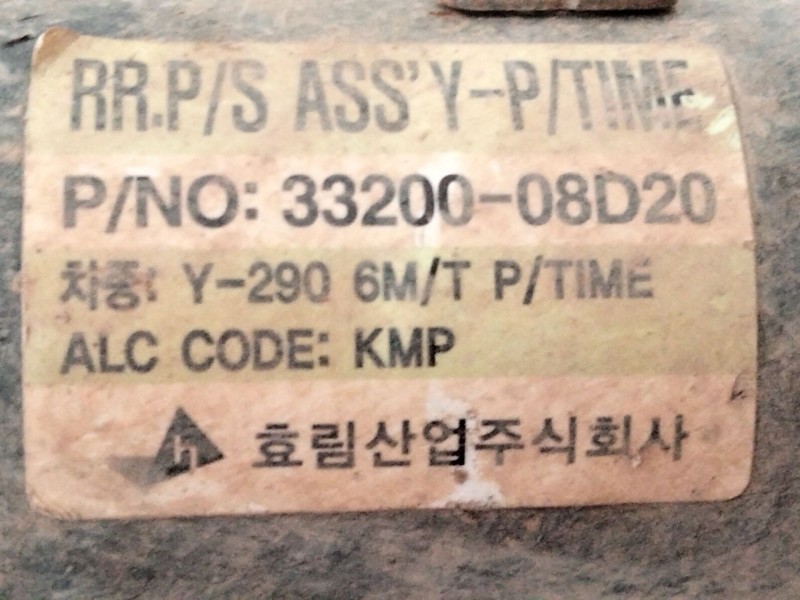 RR.P/S ASS'Y-P/TIME
P/NO: 33200-08D20
차종: Y-290 6M/T P/TIME
ALC CODE: KMP
h 효림산업주식회사